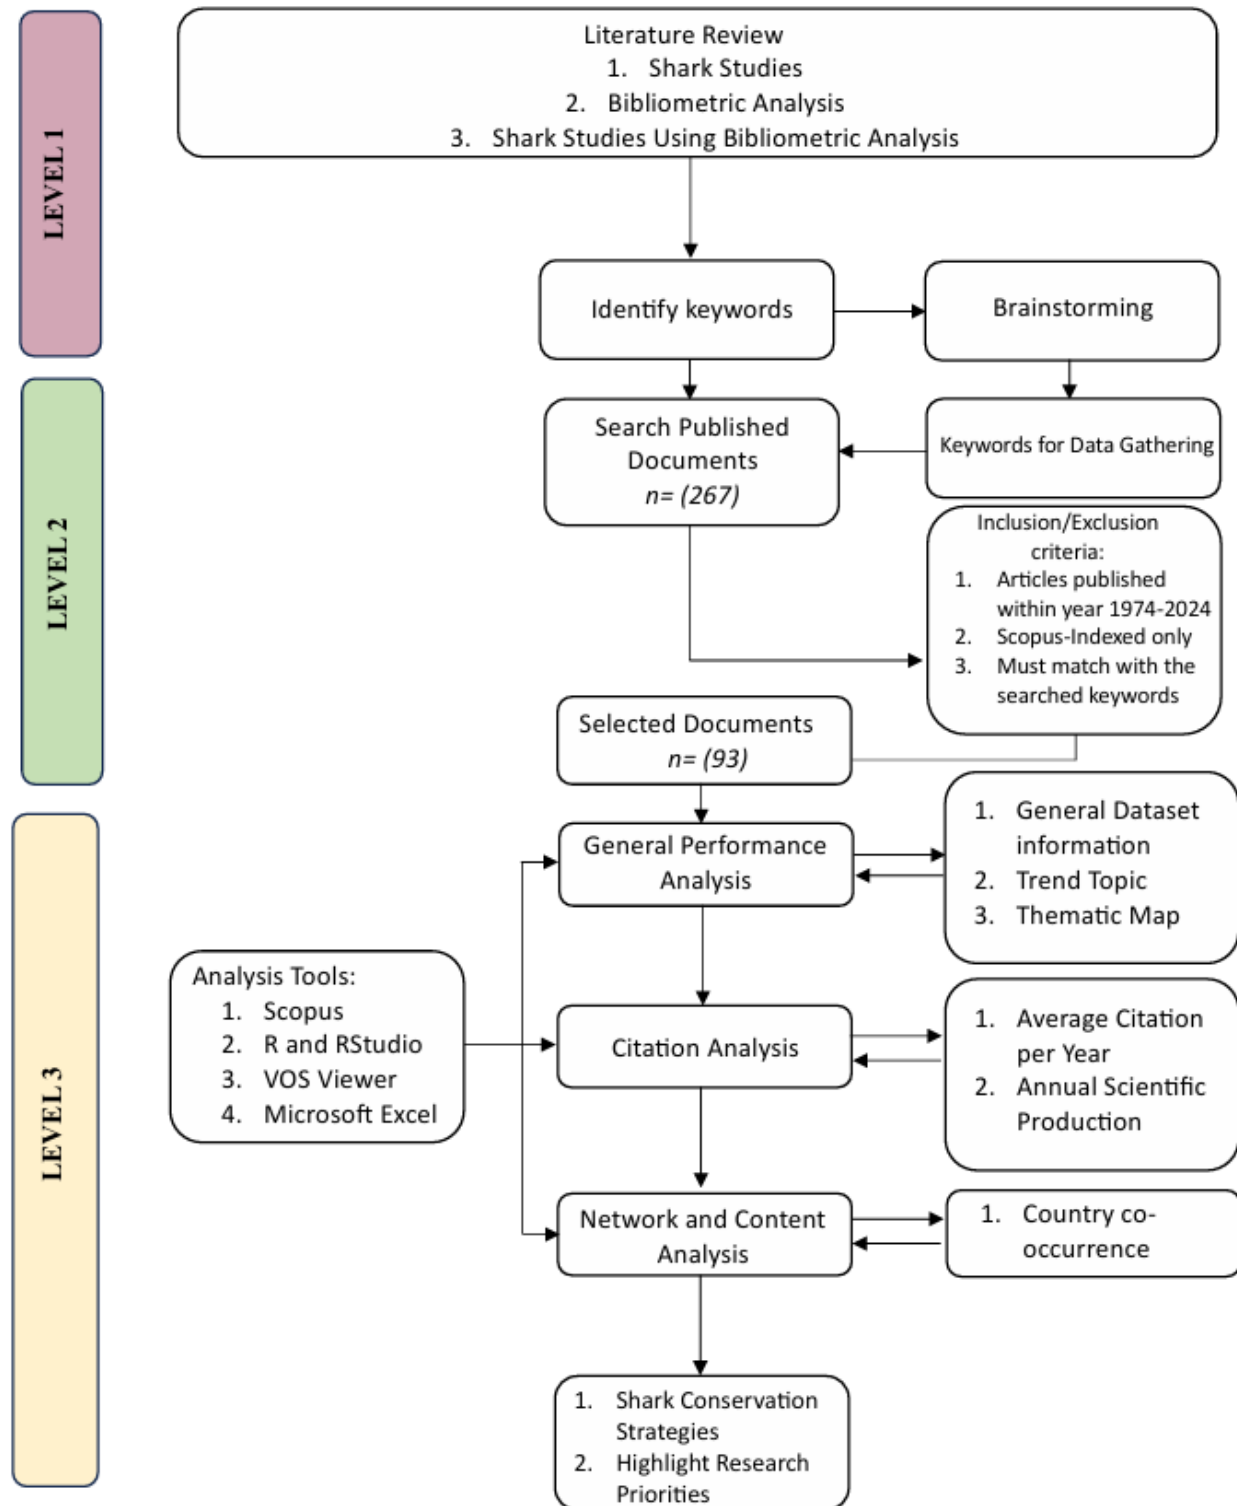 LEVEL 1
Literature Review
1. Shark Studies
2. Bibliometric Analysis
3. Shark Studies Using Bibliometric Analysis
Identify keywords
Brainstorming
LEVEL 2
Search Published
Documents
n= (267)
Keywords for Data Gathering
Inclusion/Exclusion
criteria:
1. Articles published
within year 1974-2024
2. Scopus-Indexed only
3. Must match with the
searched keywords
Selected Documents
n= (93)
LEVEL 3
General Performance
Analysis
1. General Dataset
information
2. Trend Topic
3. Thematic Map
Analysis Tools:
1. Scopus
2. R and RStudio
3. VOS Viewer
4. Microsoft Excel
Citation Analysis
1. Average Citation
per Year
2. Annual Scientific
Production
Network and Content
Analysis
1. Country co-
occurrence
1. Shark Conservation
Strategies
2. Highlight Research
Priorities